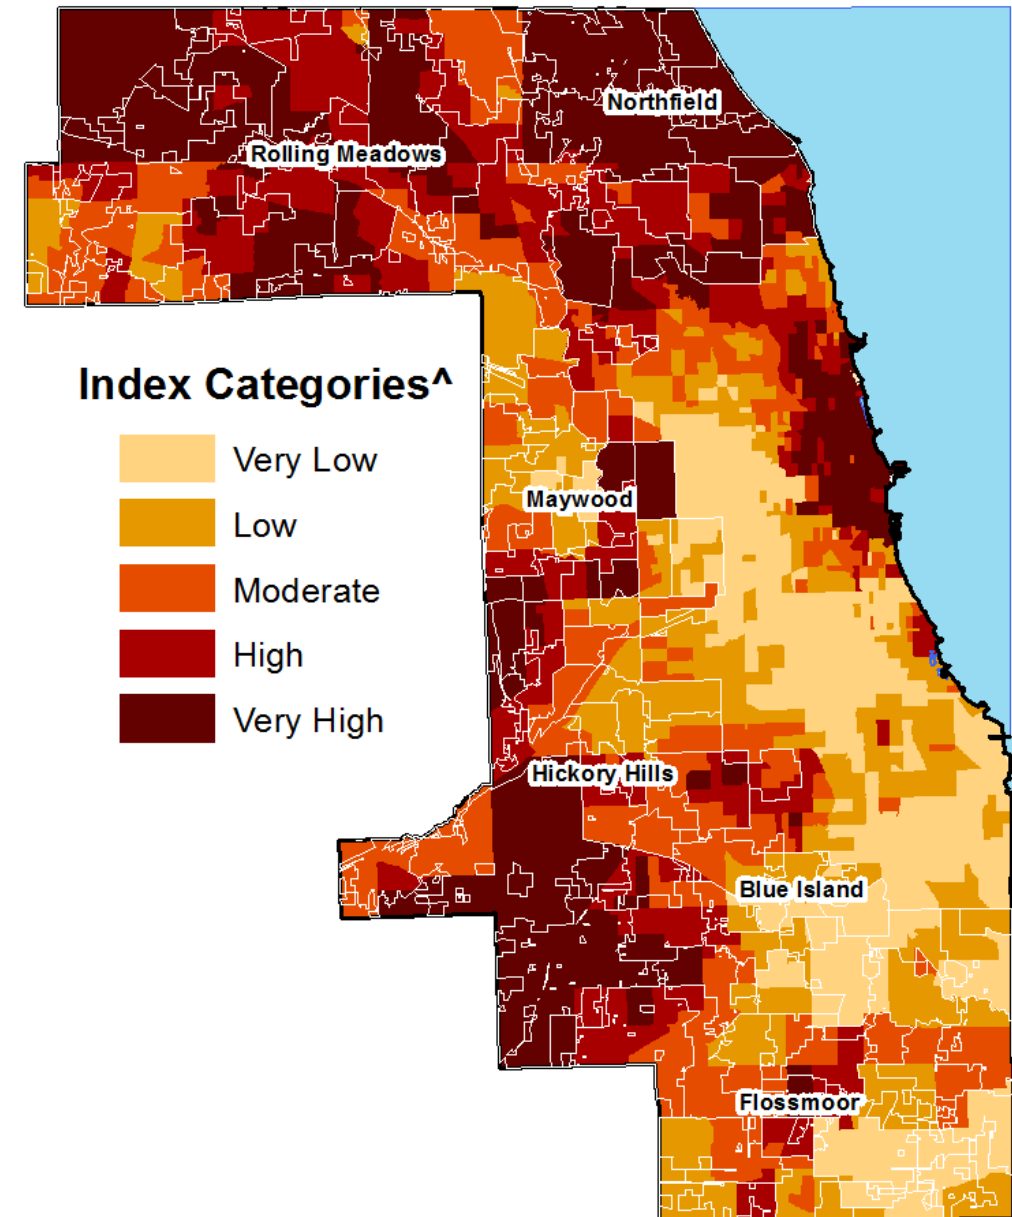 Northfield
Rolling Meadows
Index Categories^
Very Low
Low
Moderate
High
Very High
Maywood
Hickory Hills
Blue Island
Flossmoor